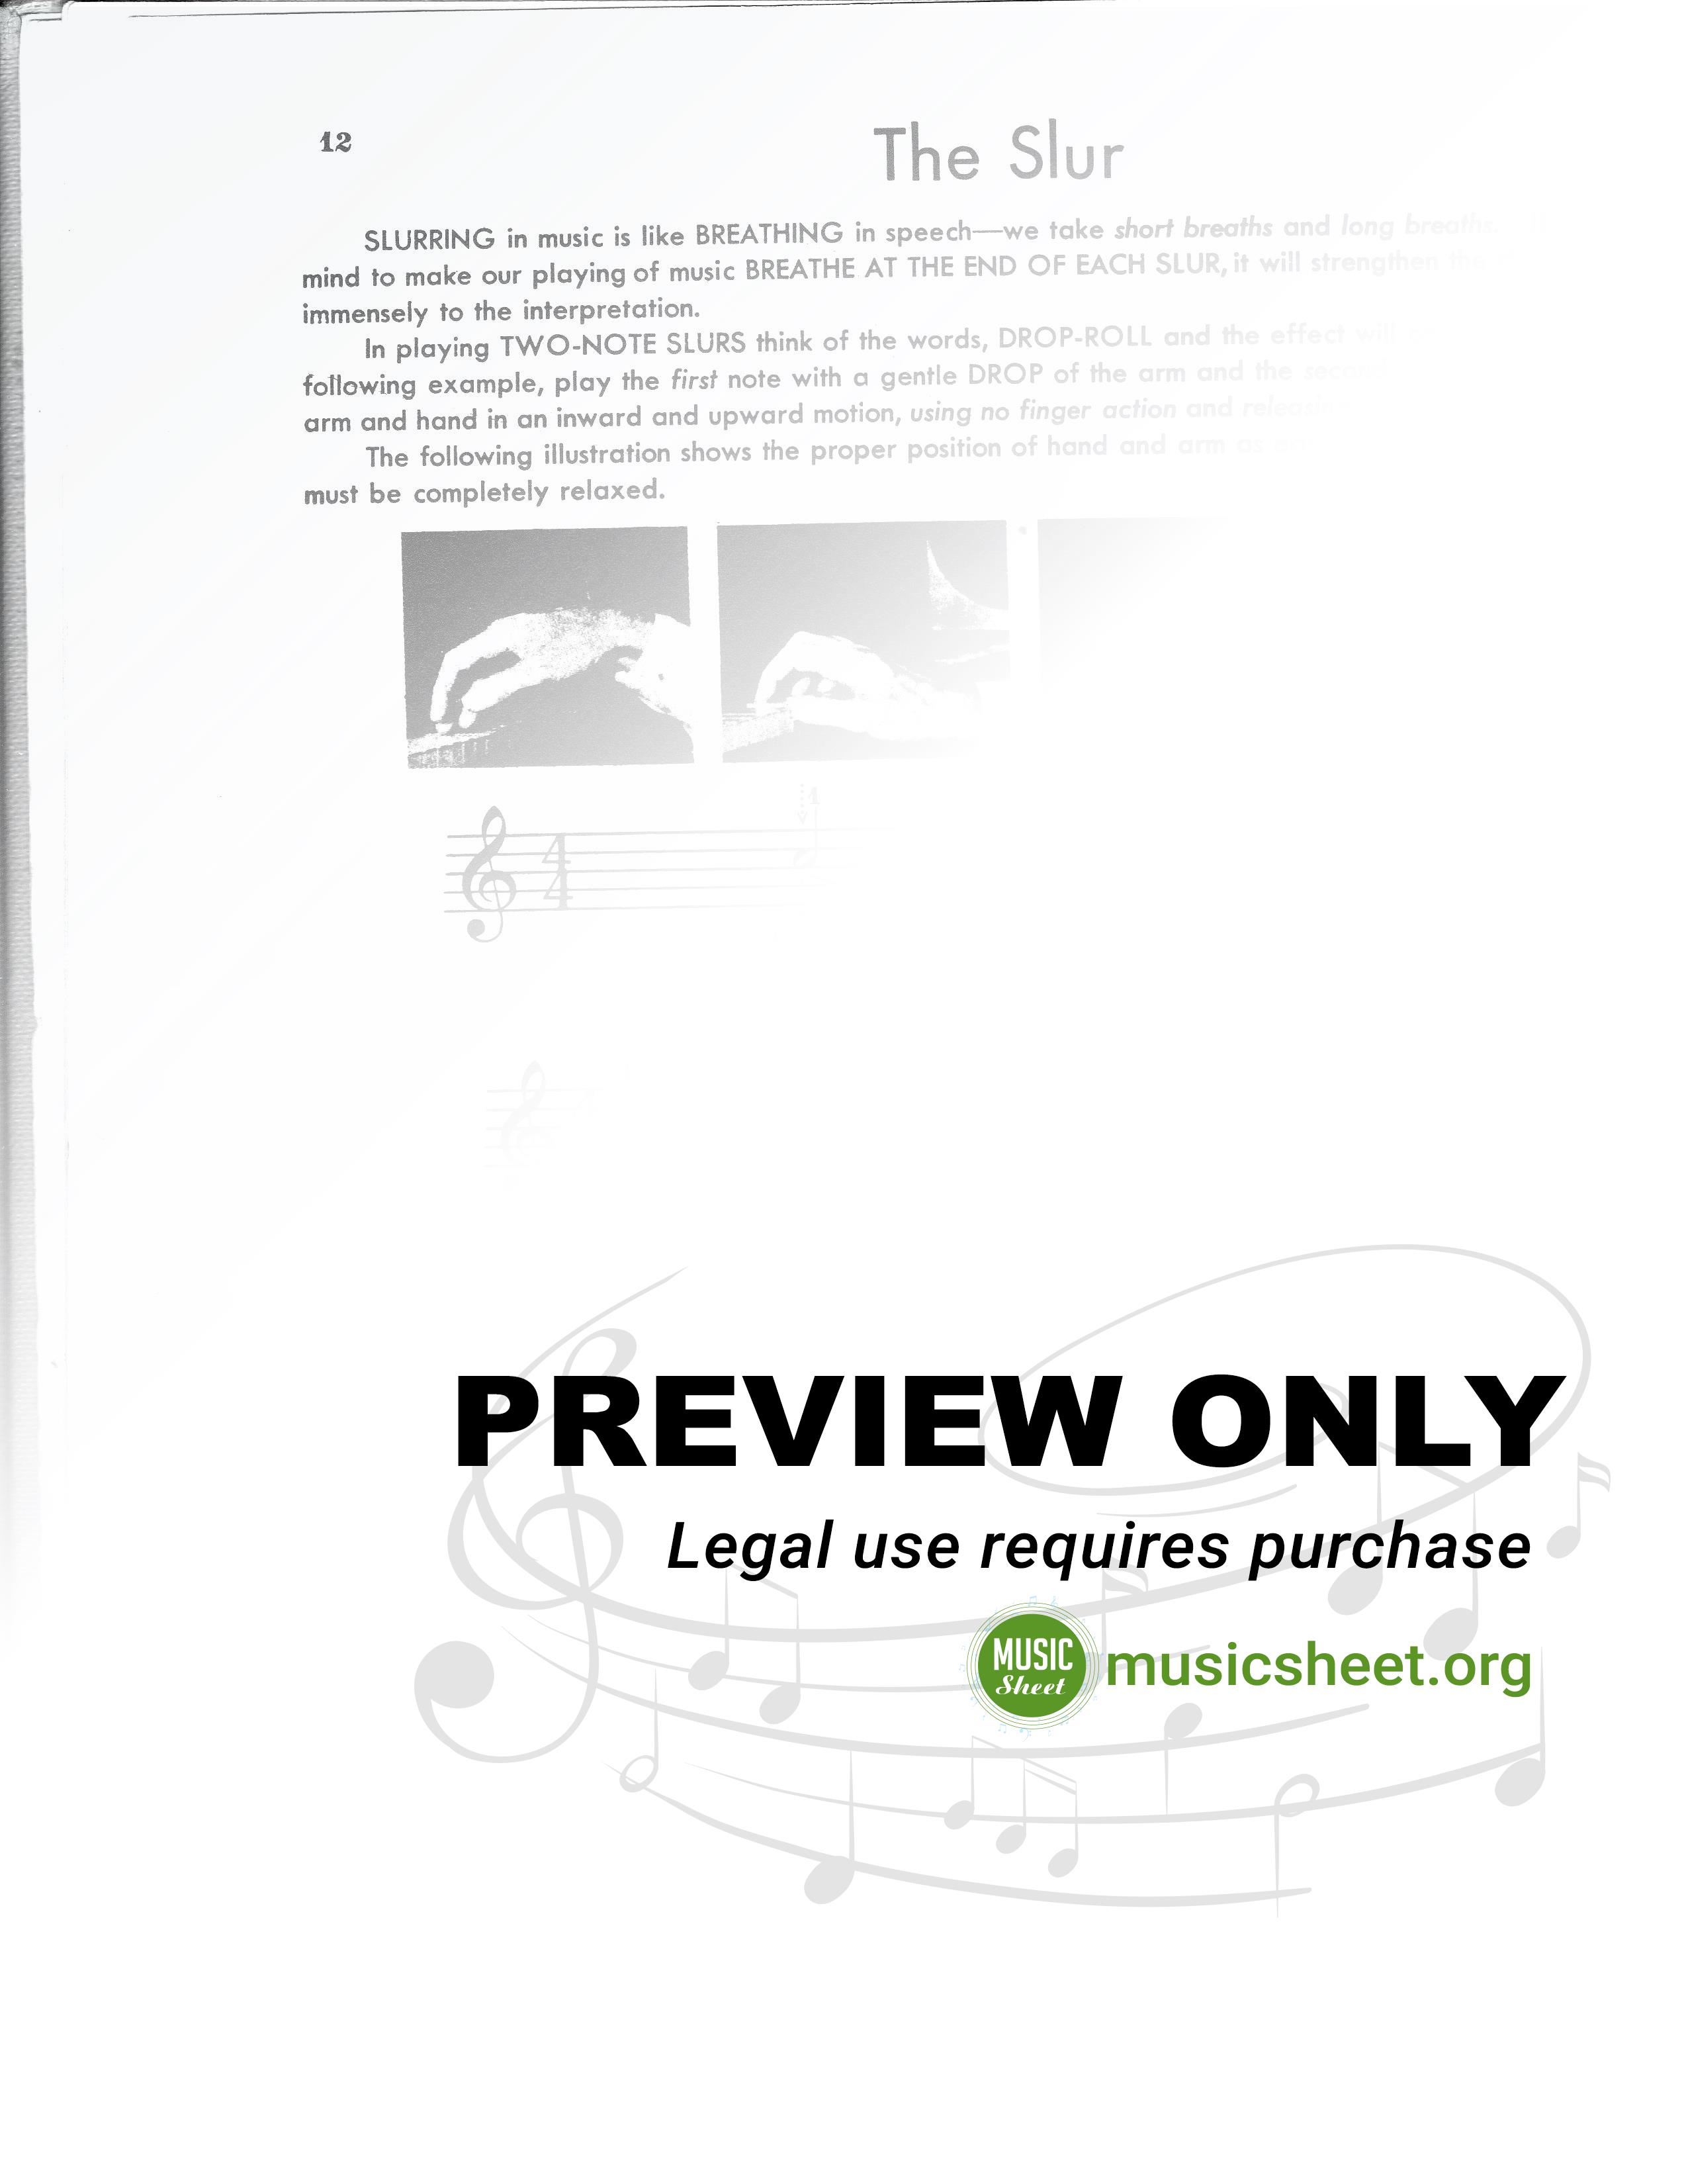 12
The Slur
SLURRING in music is like BREATHING in speech—we take short breaths and long breaths.
mind to make our playing of music BREATHE AT THE END OF EACH SLUR, it will strengthen the
immensely to the interpretation.
In playing TWO-NOTE SLURS think of the words, DROP-ROLL and the effect will
following example, play the first note with a gentle DROP of the arm and the
arm and hand in an inward and upward motion, using no finger action and
The following illustration shows the proper position of hand and arm as
must be completely relaxed.
1
4
4
PREVIEW ONLY
Legal use requires purchase
MUSIC
Sheet
musicsheet.org